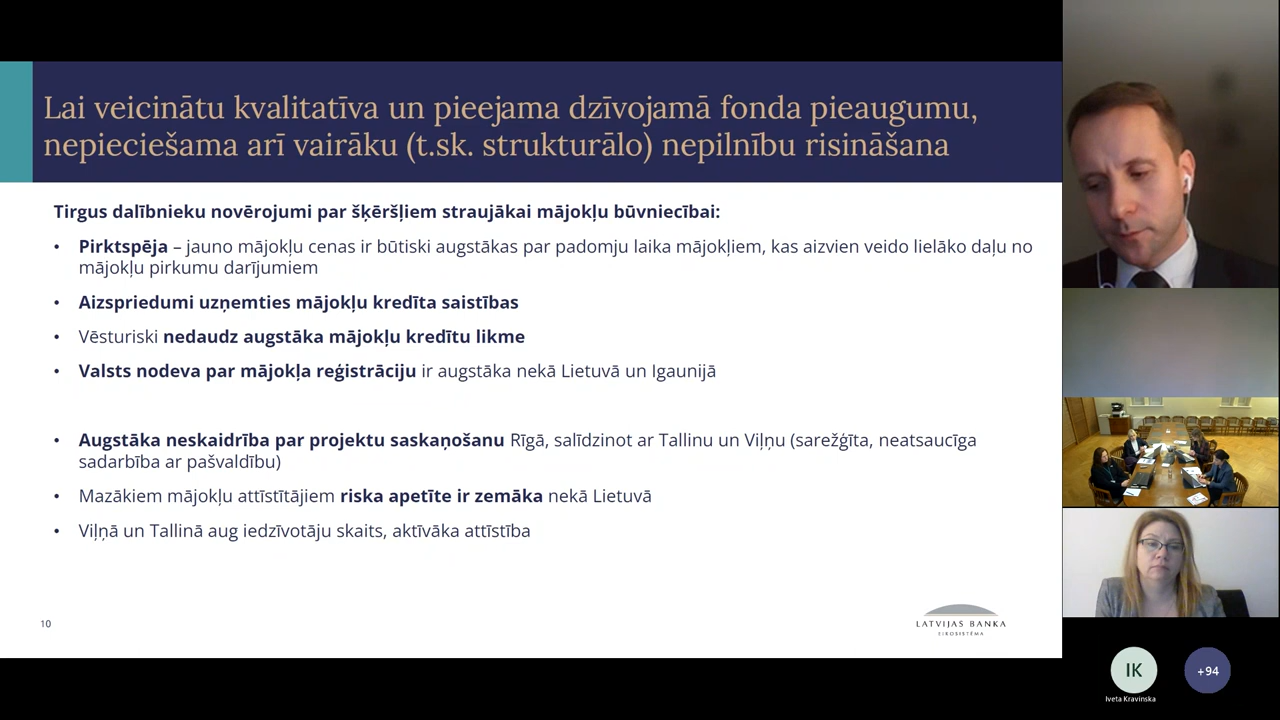 Lai veicinātu kvalitatīva un pieejama dzīvojamā fonda pieaugumu,
nepieciešama arī vairāku (t.sk. strukturālo) nepilnību risināšana
Tirgus dalībnieku novērojumi par šķēršļiem straujākai mājokļu būvniecībai:
• Pirktspēja – jauno mājokļu cenas ir būtiski augstākas par padomju laika mājokļiem, kas aizvien veido lielāko daļu no
mājokļu pirkumu darījumiem
• Aizspriedumi uzņemties mājokļu kredīta saistības
• Vēsturiski nedaudz augstāka mājokļu kredītu likme
• Valsts nodeva par mājokļa reģistrāciju ir augstāka nekā Lietuvā un Igaunijā
• Augstāka neskaidrība par projektu saskaņošanu Rīgā, salīdzinot ar Tallinu un Viļņu (sarežģīta, neatsaucīga
sadarbība ar pašvaldību)
• Mazākiem mājokļu attīstītājiem riska apetīte ir zemāka nekā Lietuvā
• Viļņā un Tallinā aug iedzīvotāju skaits, aktīvāka attīstība
10
LATVIJAS BANKA
EIROSISTĒMA
IK
+94
Iveta Kravinska